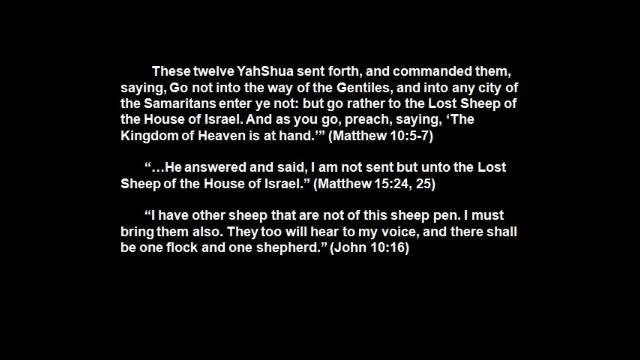 These twelve YahShua sent forth, and commanded them,
saying, Go not into the way of the Gentiles, and into any city of
the Samaritans enter ye not: but go rather to the Lost Sheep of
the House of Israel. And as you go, preach, saying, ‘The
Kingdom of Heaven is at hand.’” (Matthew 10:5-7)
“…He answered and said, I am not sent but unto the Lost
Sheep of the House of Israel.” (Matthew 15:24, 25)
“I have other sheep that are not of this sheep pen. I must
bring them also. They too will hear to my voice, and there shall
be one flock and one shepherd.” (John 10:16)